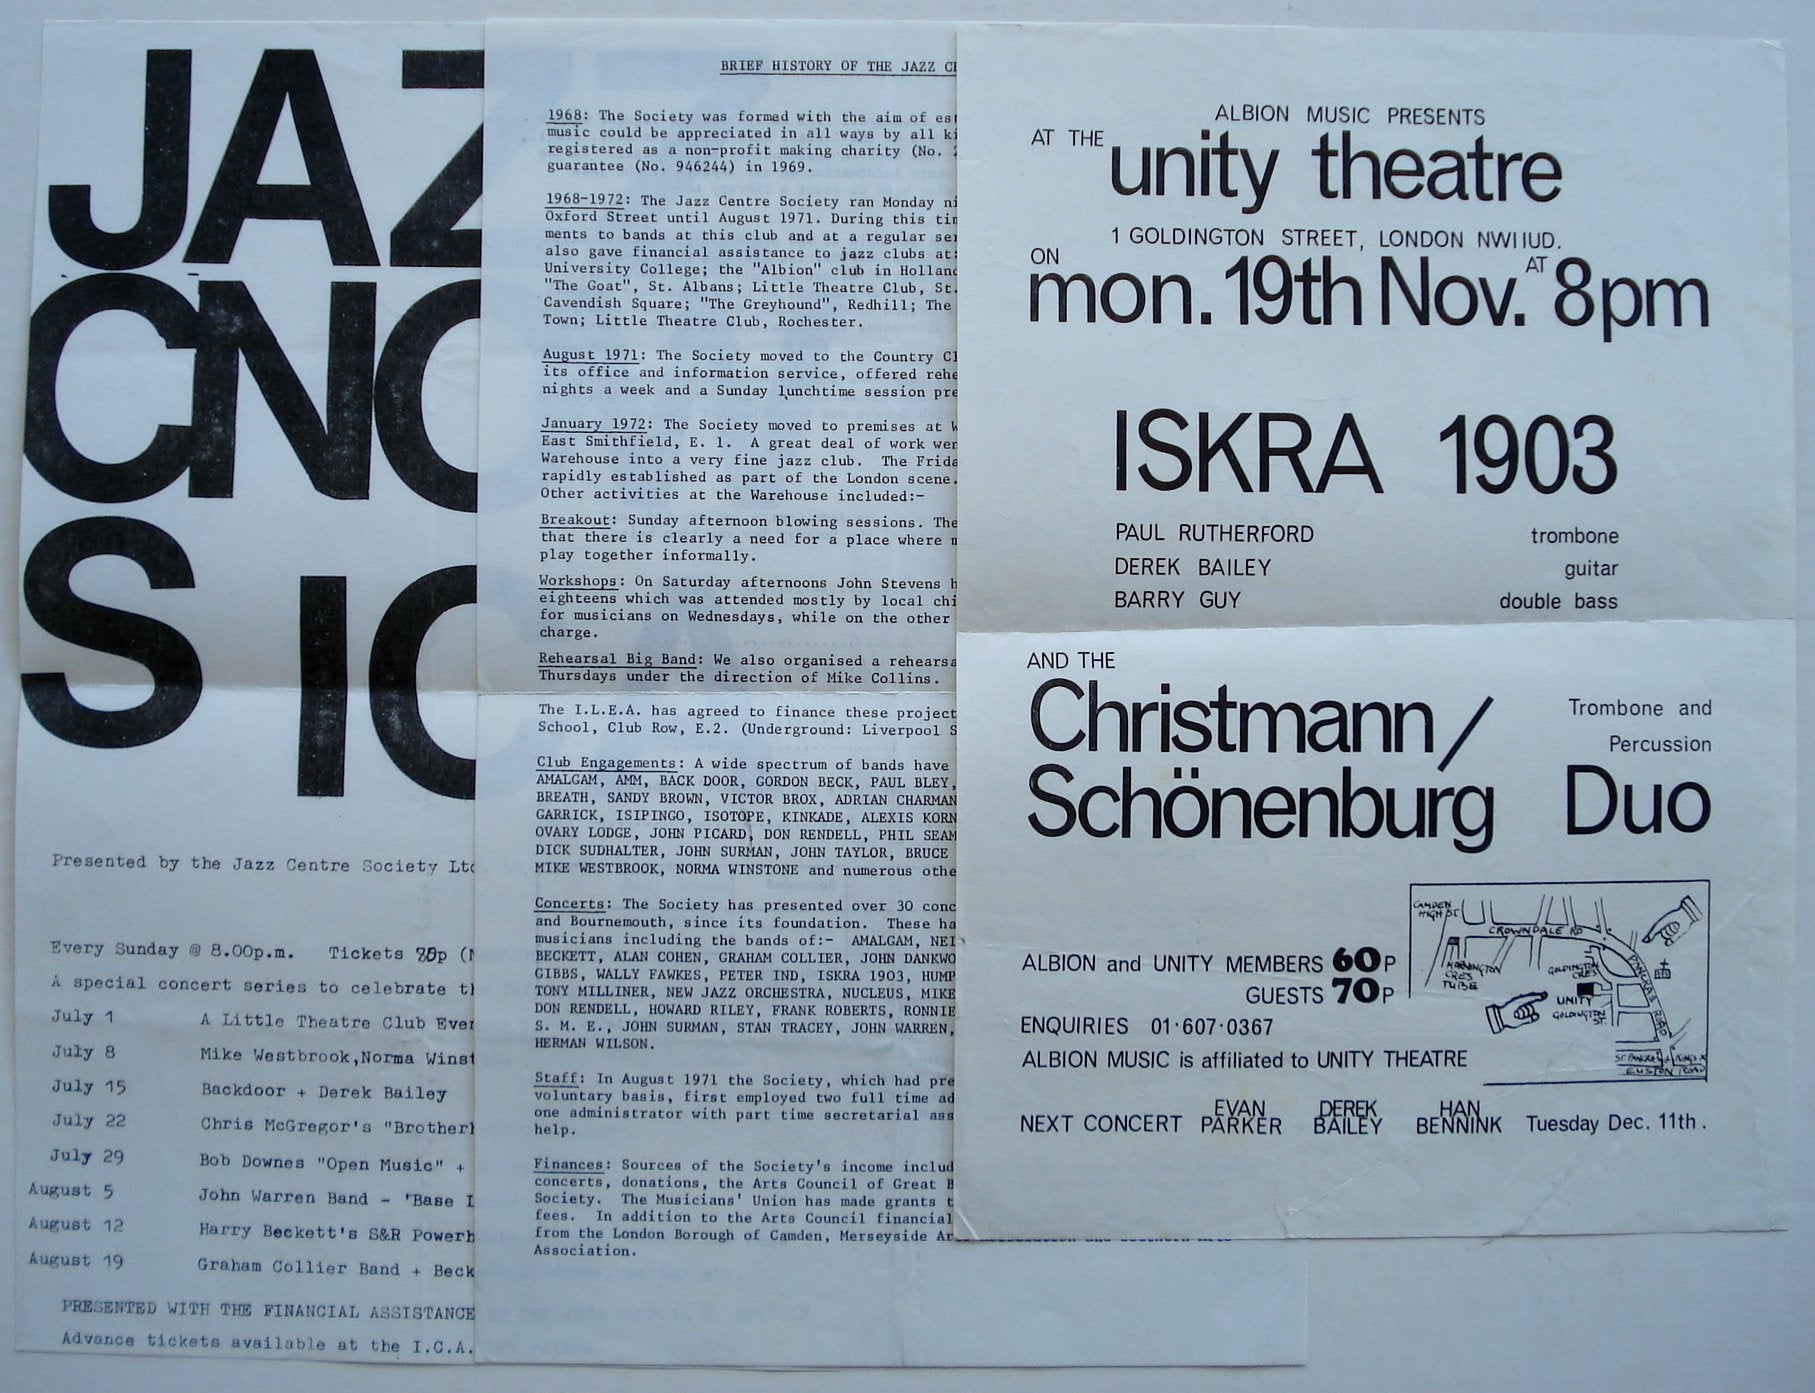 JAZ
CNC
S IC
Presented by the Jazz Centre Society Ltd
Every Sunday @ 8.00p.m. Tickets 70p
A special concert series to celebrate
July 1 A Little Theatre Club
July 8 Mike Westbrook,Norma
July 15 Backdoor + Derek Bailey
July 22 Chris McGregor's
July 29 Bob Downes "Open Music" +
August 5 John Warren Band -
August 12 Harry Beckett's S&R
August 19 Graham Collier Band +
PRESENTED WITH THE FINANCIAL ASSISTANCE
Advance tickets available at the I.C.A.
BRIEF HISTORY OF THE JAZZ
1968: The Society was formed with the aim of
music could be appreciated in all ways by all
registered as a non-profit making charity (No.
guarantee (No. 946244) in 1969.
1968-1972: The Jazz Centre Society ran Monday
Oxford Street until August 1971. During this
ments to bands at this club and at a regular
also gave financial assistance to jazz clubs at:
University College; the "Albion" club in
"The Goat", St. Albans; Little Theatre Club, St.
Cavendish Square; "The Greyhound", Redhill; The
Town; Little Theatre Club, Rochester.
August 1971: The Society moved to the Country
its office and information service, offered
nights a week and a Sunday lunchtime session
January 1972: The Society moved to premises at
East Smithfield, E. 1. A great deal of work
Warehouse into a very fine jazz club. The
rapidly established as part of the London scene.
Other activities at the Warehouse included:-
Breakout: Sunday afternoon blowing sessions. The
that there is clearly a need for a place where
play together informally.
Workshops: On Saturday afternoons John Stevens
eighteens which was attended mostly by local
for musicians on Wednesdays, while on the other
charge.
Rehearsal Big Band: We also organised a
Thursdays under the direction of Mike Collins.
The I.L.E.A. has agreed to finance these
School, Club Row, E.2. (Underground: Liverpool
Club Engagements: A wide spectrum of bands have
AMALGAM, AMM, BACK DOOR, GORDON BECK, PAUL BLEY,
BREATH, SANDY BROWN, VICTOR BROX, ADRIAN CHARMAN
GARRICK, ISIPINGO, ISOTOPE, KINKADE, ALEXIS
OVARY LODGE, JOHN PICARD, DON RENDELL, PHIL
DICK SUDHALTER, JOHN SURMAN, JOHN TAYLOR, BRUCE
MIKE WESTBROOK, NORMA WINSTONE and numerous
Concerts: The Society has presented over 30
and Bournemouth, since its foundation. These
musicians including the bands of:- AMALGAM,
BECKETT, ALAN COHEN, GRAHAM COLLIER, JOHN
GIBBS, WALLY FAWKES, PETER IND, ISKRA 1903,
TONY MILLINER, NEW JAZZ ORCHESTRA, NUCLEUS, MIKE
DON RENDELL, HOWARD RILEY, FRANK ROBERTS, RONNIE
S. M. E., JOHN SURMAN, STAN TRACEY, JOHN WARREN,
HERMAN WILSON.
Staff: In August 1971 the Society, which had
voluntary basis, first employed two full time
one administrator with part time secretarial
help.
Finances: Sources of the Society's income
concerts, donations, the Arts Council of Great
Society. The Musicians' Union has made grants
fees. In addition to the Arts Council
from the London Borough of Camden, Merseyside
Association.
ALBION MUSIC PRESENTS
AT THE unity theatre
1 GOLDINGTON STREET, LONDON NW1 1UD.
ON mon. 19th Nov. AT 8pm
ISKRA 1903
PAUL RUTHERFORD trombone
DEREK BAILEY guitar
BARRY GUY double bass
AND THE
Christmann/ Trombone and
Percussion
Schönenburg Duo
ALBION and UNITY MEMBERS 60P
GUESTS 70P
ENQUIRIES 01·607·0367
ALBION MUSIC is affiliated to UNITY THEATRE
CAMDEN
HIGH ST.
CROWNDALE RD
MORNINGTON
CRES
TUBE
GOLDINGTON
CRES
PANCRAS ROAD
UNITY
GOLDINGTON
ST.
ST PANCRAS & KINGS X
EUSTON ROAD
NEXT CONCERT EVAN PARKER DEREK BAILEY HAN BENNINK Tuesday Dec. 11th.